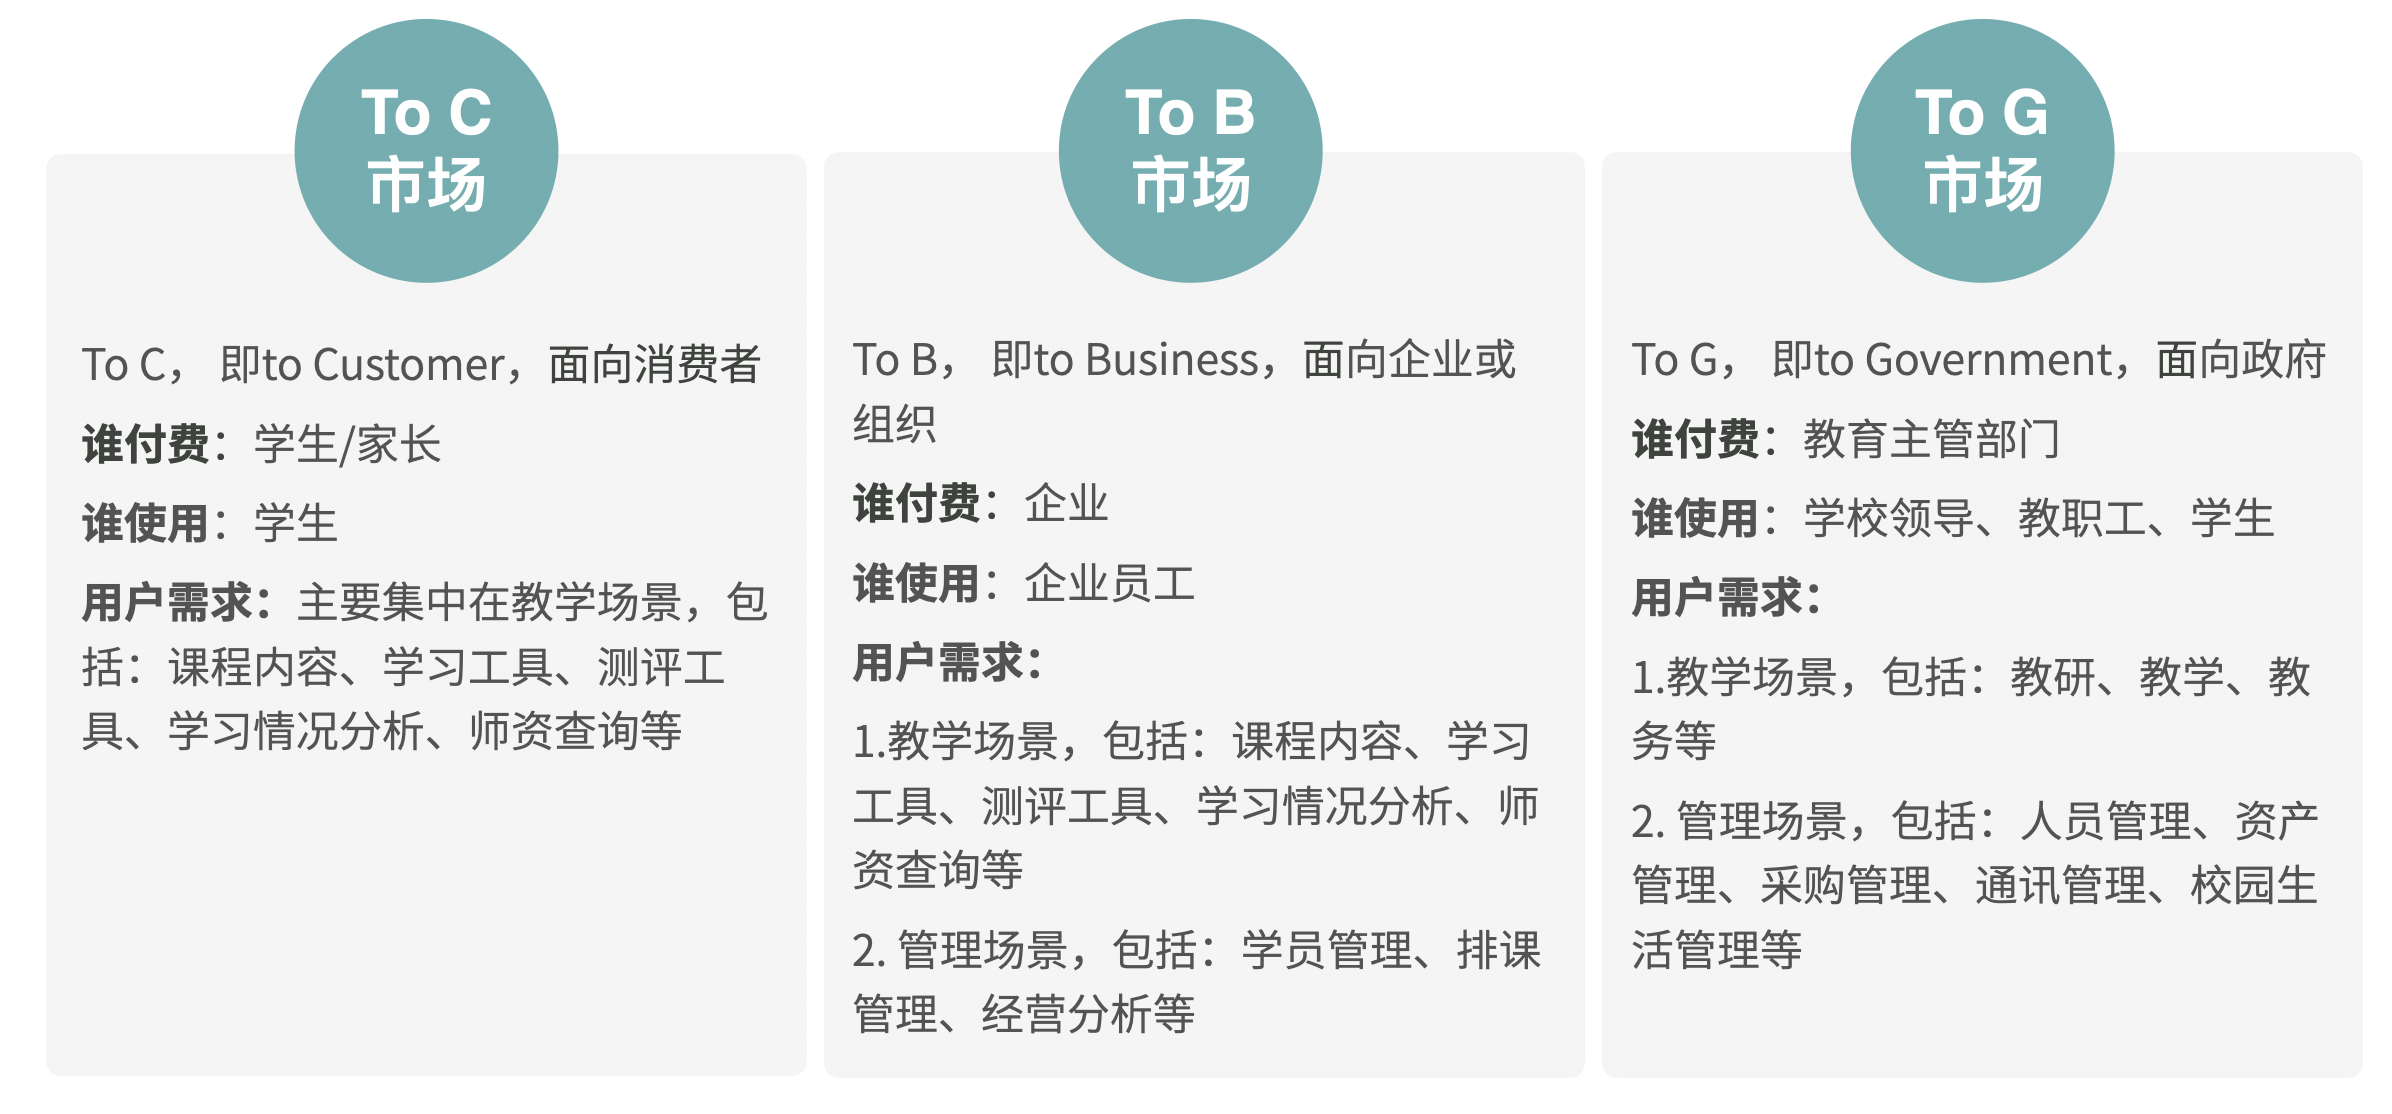 To C
市场
To C， 即to Customer，面向消费者
谁付费：学生/家长
谁使用：学生
用户需求：主要集中在教学场景，包
括：课程内容、学习工具、测评工
具、学习情况分析、师资查询等
To B
市场
To B， 即to Business，面向企业或
组织
谁付费：企业
谁使用：企业员工
用户需求：
1.教学场景，包括：课程内容、学习
工具、测评工具、学习情况分析、师
资查询等
2. 管理场景，包括：学员管理、排课
管理、经营分析等
To G
市场
To G， 即to Government，面向政府
谁付费：教育主管部门
谁使用：学校领导、教职工、学生
用户需求：
1.教学场景，包括：教研、教学、教
务等
2. 管理场景，包括：人员管理、资产
管理、采购管理、通讯管理、校园生
活管理等